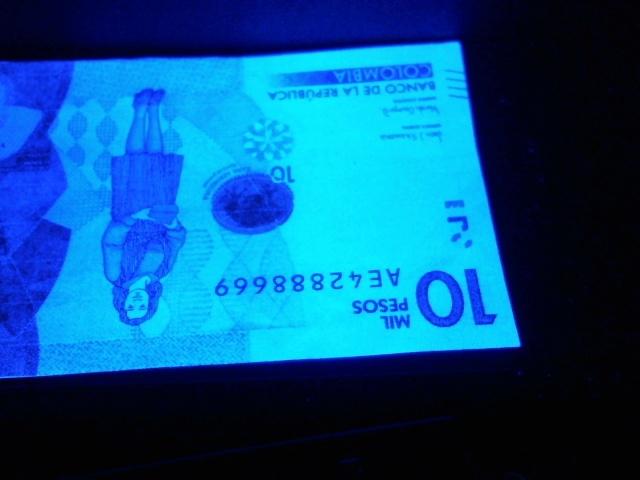 10 MIL
PESOS
AE42888669
10
BANCO DE LA REPÚBLICA
COLOMBIA